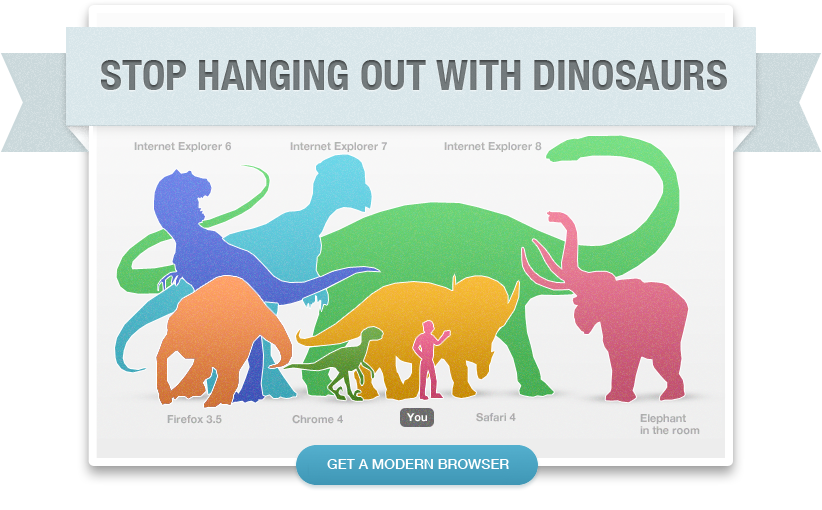 STOP HANGING OUT WITH DINOSAURS
Internet Explorer 6
Internet Explorer 7
Internet Explorer 8
Firefox 3.5
Chrome 4
You
Safari 4
Elephant
in the room
GET A MODERN BROWSER